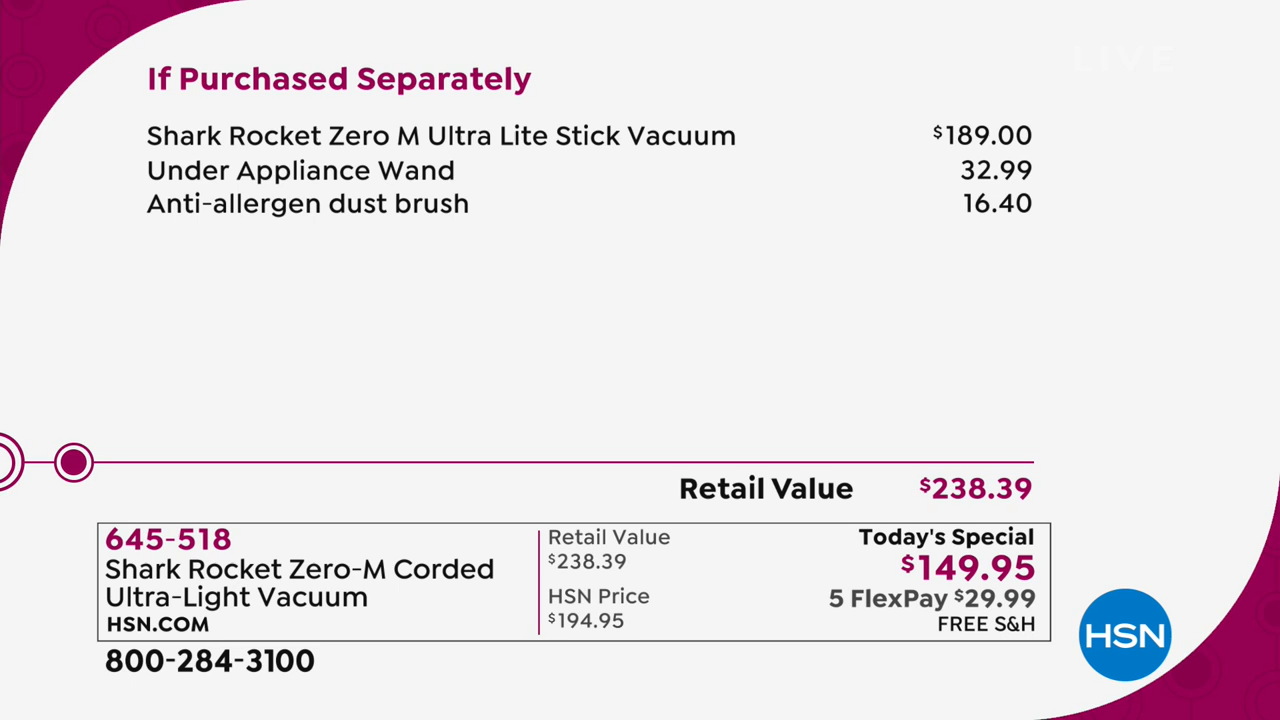 LIVE
If Purchased Separately
Shark Rocket Zero M Ultra Lite Stick Vacuum $189.00
Under Appliance Wand 32.99
Anti-allergen dust brush 16.40
Retail Value $238.39
645-518
Shark Rocket Zero-M Corded
Ultra-Light Vacuum
HSN.COM
Retail Value
$238.39
HSN Price
$194.95
Today's Special
$149.95
5 FlexPay $29.99
FREE S&H
800-284-3100
HSN